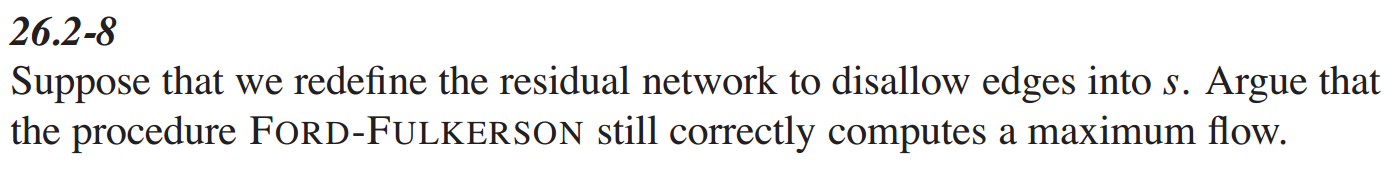 26.2-8
Suppose that we redefine the residual network to disallow edges into s. Argue that
the procedure FORD-FULKERSON still correctly computes a maximum flow.